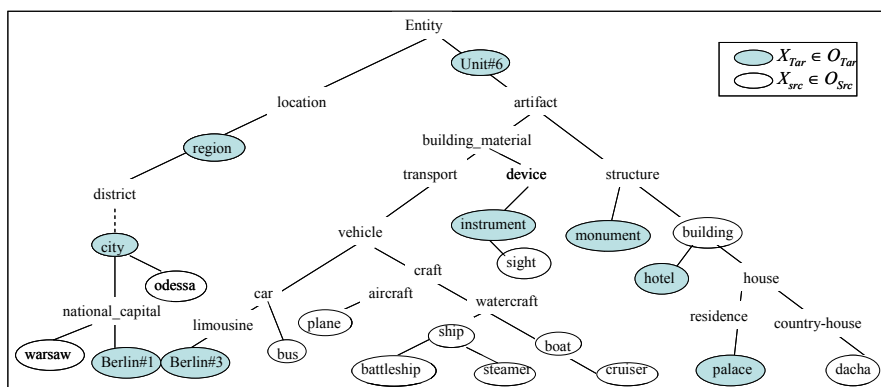 Entity
X_Tar ∈ O_Tar
X_src ∈ O_Src
Unit#6
location
artifact
region
building_material
transport
device
structure
district
instrument
monument
building
vehicle
city
sight
hotel
house
odessa
craft
car
aircraft
watercraft
national_capital
limousine
plane
ship
boat
residence
country-house
warsaw
Berlin#1
Berlin#3
bus
battleship
steamer
cruiser
palace
dacha